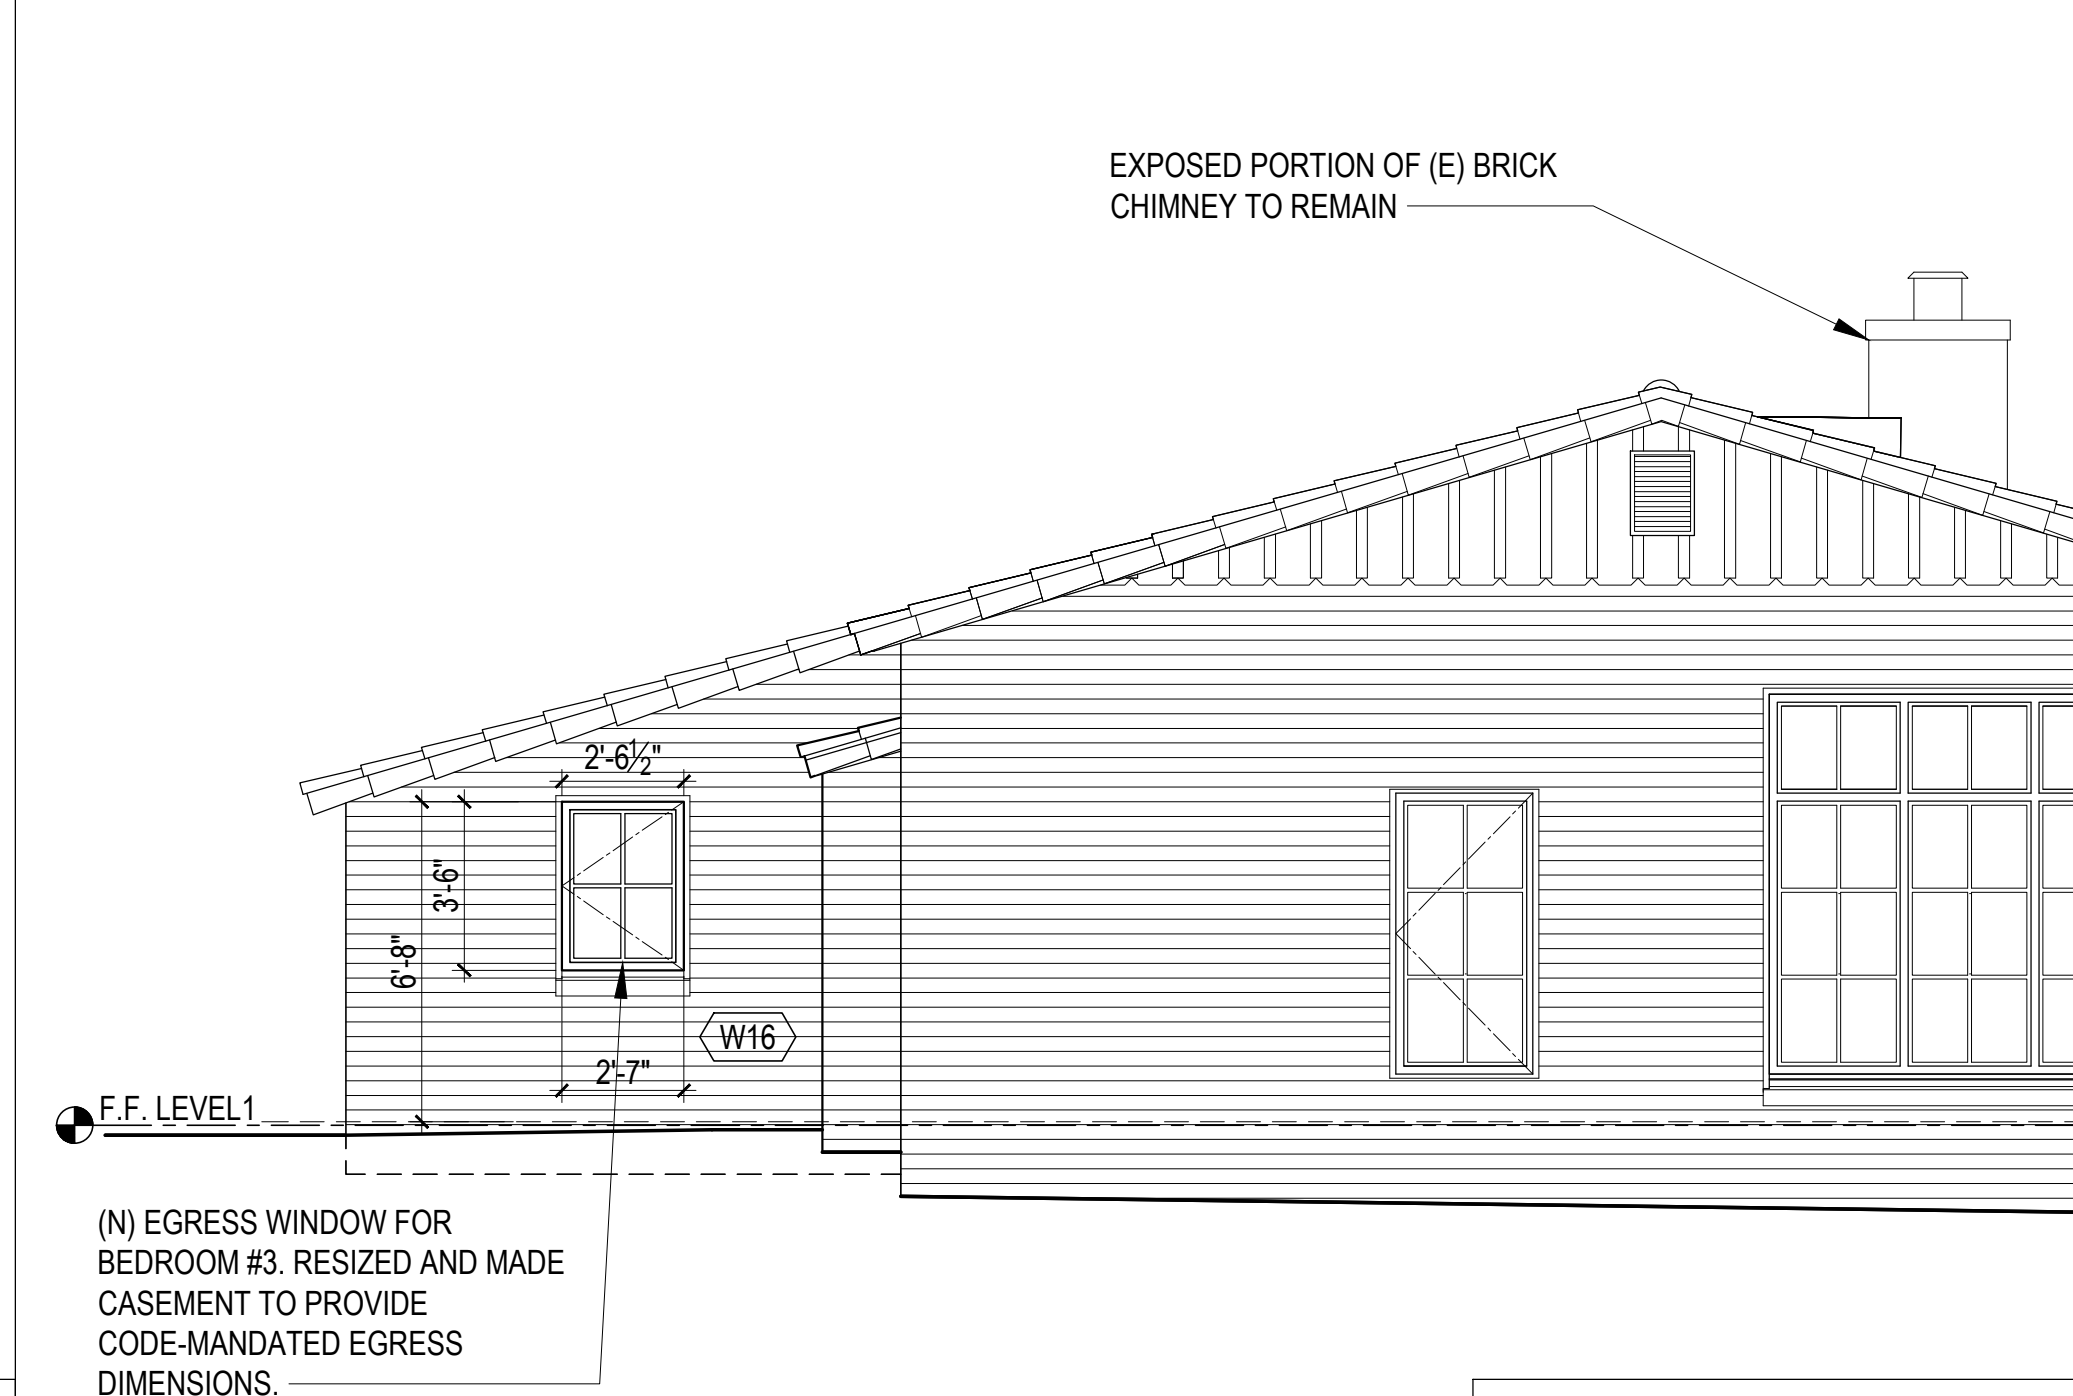 EXPOSED PORTION OF (E) BRICK
CHIMNEY TO REMAIN
2'-6½"
3'-6"
6'-8"
W16
2'-7"
F.F. LEVEL1
(N) EGRESS WINDOW FOR
BEDROOM #3. RESIZED AND MADE
CASEMENT TO PROVIDE
CODE-MANDATED EGRESS
DIMENSIONS.